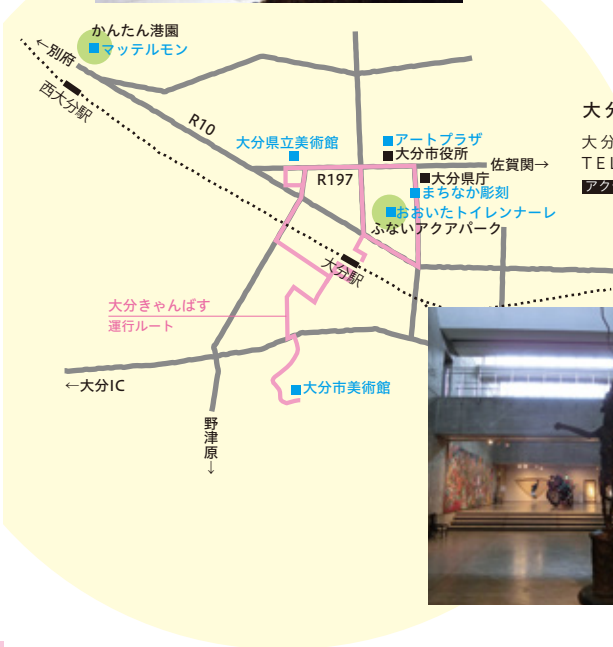 かんたん港園
マッテルモン
←別府
西大分駅
R10
大分県立美術館
アートプラザ
大分市役所
佐賀関→
R197
大分県庁
まちなか彫刻
おおいたトイレンナーレ
ふないアクアパーク
大分駅
大分きゃんばす
運行ルート
←大分IC
大分市美術館
野津原→
大分
TEL